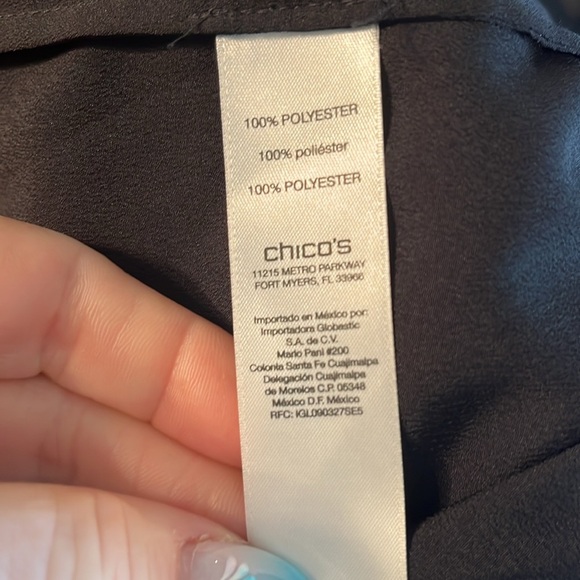 100% POLYESTER
100% poliéster
100% POLYESTER
chico's
11215 METRO PARKWAY
FORT MYERS, FL 33966
Importado en México por:
Importadora Globastic
S.A. de C.V.
Mario Pani #200
Colonia Santa Fe Cuajimalpa
Delegación Cuajimalpa
de Morelos C.P. 05348
México D.F. México
RFC: IGL090327SE5